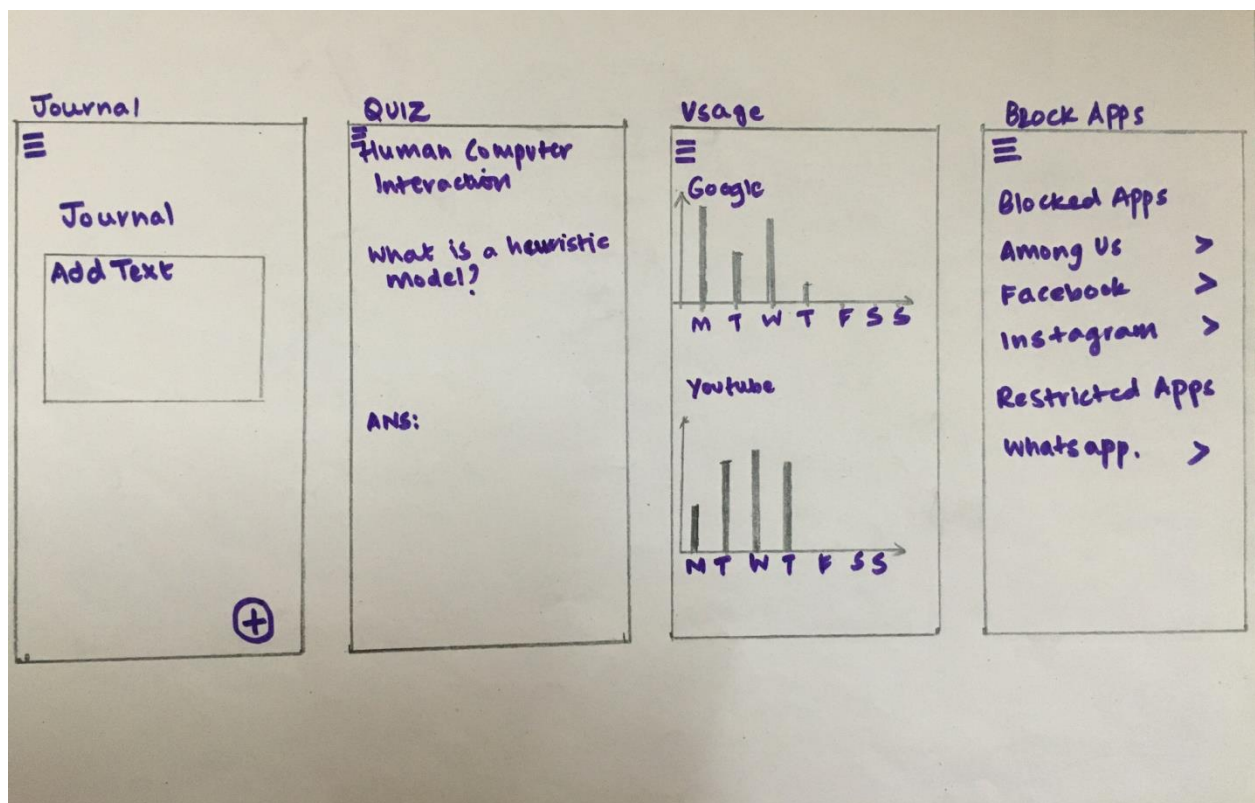 Journal
Journal
Add Text
QUIZ
Human Computer
Interaction
What is a heuristic
model?
ANS:
Usage
Google
M T W T F S S
Youtube
M T W T F S S
Block Apps
Blocked Apps
Among Us >
Facebook >
Instagram >
Restricted Apps
Whatsapp. >